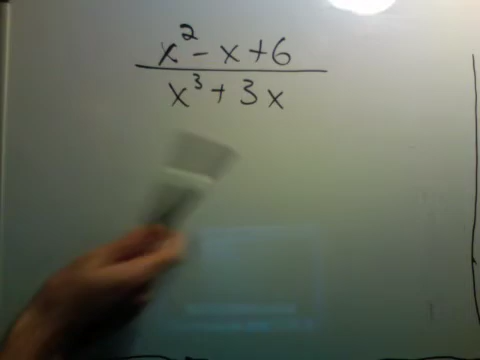 x² - x + 6
x³ + 3x